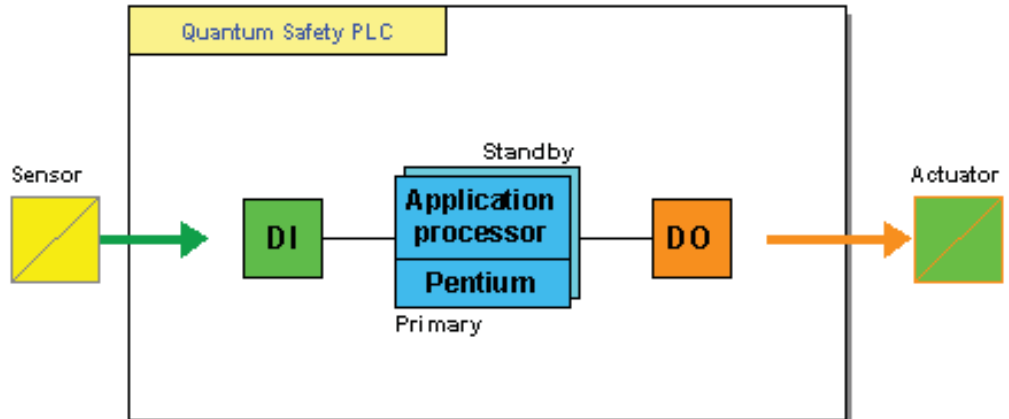 Quantum Safety PLC
Standby
Sensor
Actuator
Application
processor
DI
DO
Pentium
Primary